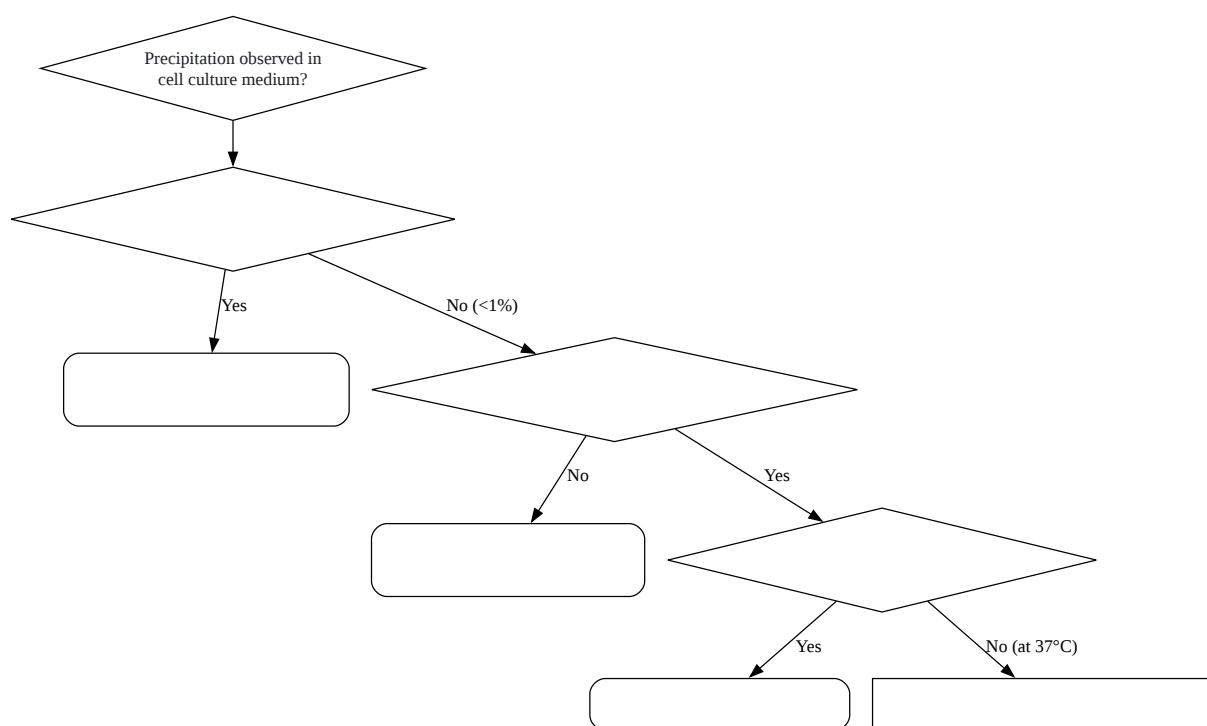 Precipitation observed in
cell culture medium?
Yes
No (<1%)
No
Yes
Yes
No (at 37°C)